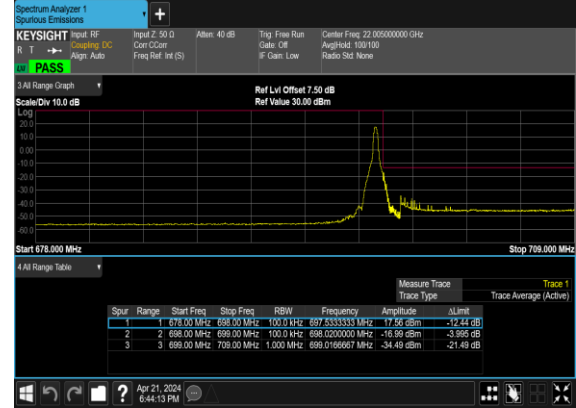 Spectrum Analyzer 1
Spurious Emissions
+
KEYSIGHT Input: RF Input Z: 50 Ω Atten: 40 dB Trig: Free Run Center Freq: 22.005000000 GHz
R T Coupling: DC Corr CCorr Gate: Off Avg|Hold: 100/100
Align: Auto Freq Ref: Int (S) IF Gain: Low Radio Std: None
LXI PASS
3 All Range Graph
Ref Lvl Offset 7.50 dB
Scale/Div 10.0 dB Ref Value 30.00 dBm
Log
20.0
10.0
0.00
-10.0
-20.0
-30.0
-40.0
-50.0
-60.0
Start 678.000 MHz Stop 709.000 MHz
4 All Range Table
Measure Trace Trace 1
Trace Type Trace Average (Active)
Spur Range Start Freq Stop Freq RBW Frequency Amplitude ΔLimit
1 1 678.00 MHz 698.00 MHz 100.0 kHz 697.5333333 MHz 17.56 dBm -12.44 dB
2 2 698.00 MHz 699.00 MHz 100.0 kHz 698.0200000 MHz -16.99 dBm -3.995 dB
3 3 699.00 MHz 709.00 MHz 1.000 MHz 699.0166667 MHz -34.49 dBm -21.49 dB
? Apr 21, 2024
6:44:13 PM